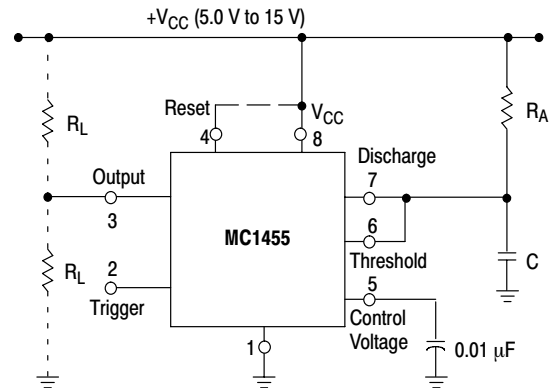 +VCC (5.0 V to 15 V)
Reset
VCC
4
8
RL
RA
Discharge
7
Output
3
MC1455
6
Threshold
C
RL
2
Trigger
5
Control
Voltage
1
0.01 µF